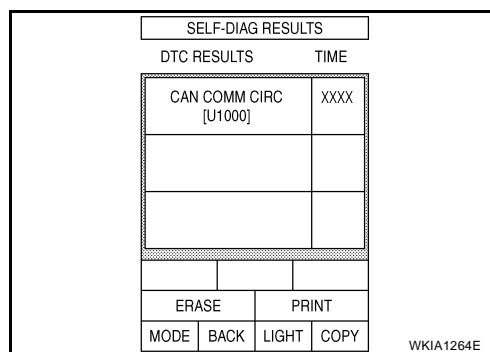 SELF-DIAG RESULTS
DTC RESULTS TIME
CAN COMM CIRC XXXX
[U1000]
ERASE PRINT
MODE BACK LIGHT COPY
WKIA1264E